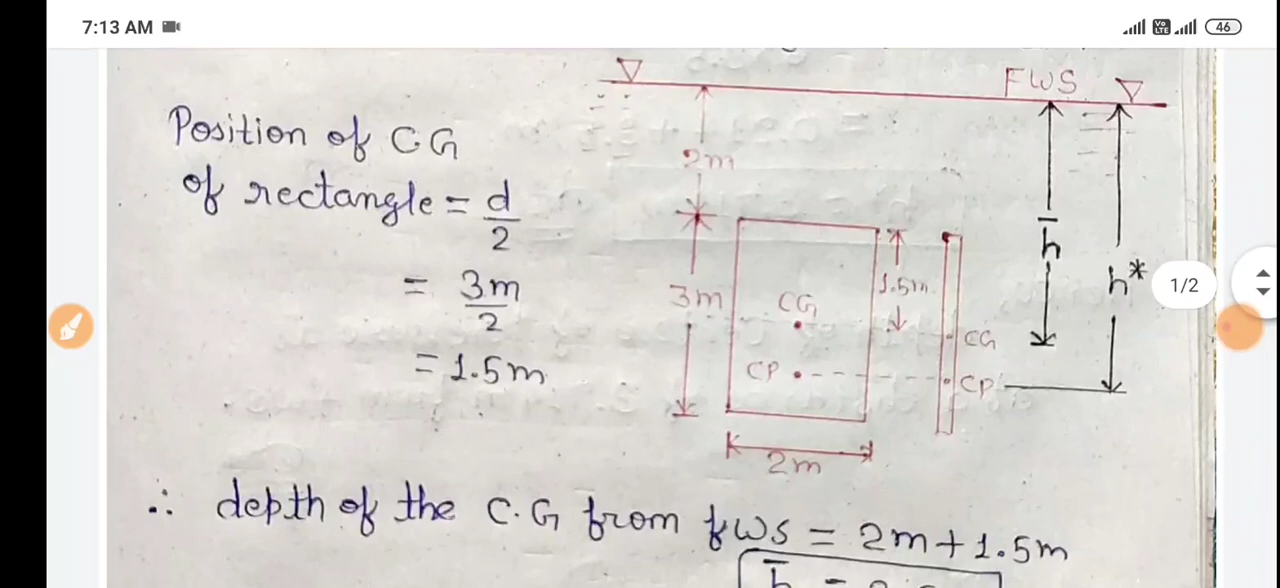 7:13 AM
46
FWS
Position of CG
of rectangle = d/2
2m
h̄
= 3m/2
3m
1.5m
h*
1/2
CG
CG
= 1.5m
CP
CP
2m
∴ depth of the C.G from fws = 2m+1.5m
h̄ =